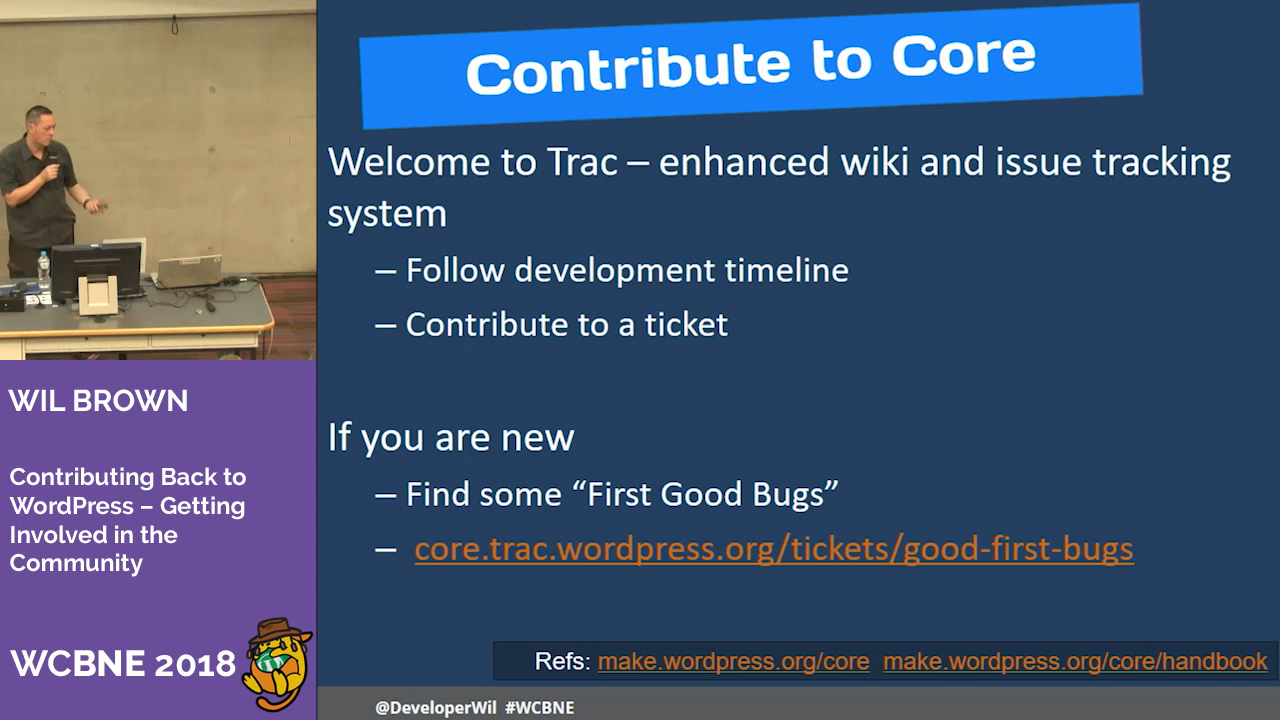 Contribute to Core
Welcome to Trac – enhanced wiki and issue tracking
system
– Follow development timeline
– Contribute to a ticket
If you are new
– Find some “First Good Bugs”
– core.trac.wordpress.org/tickets/good-first-bugs
Refs: make.wordpress.org/core make.wordpress.org/core/handbook
@DeveloperWil #WCBNE
WIL BROWN
Contributing Back to
WordPress – Getting
Involved in the
Community
WCBNE 2018